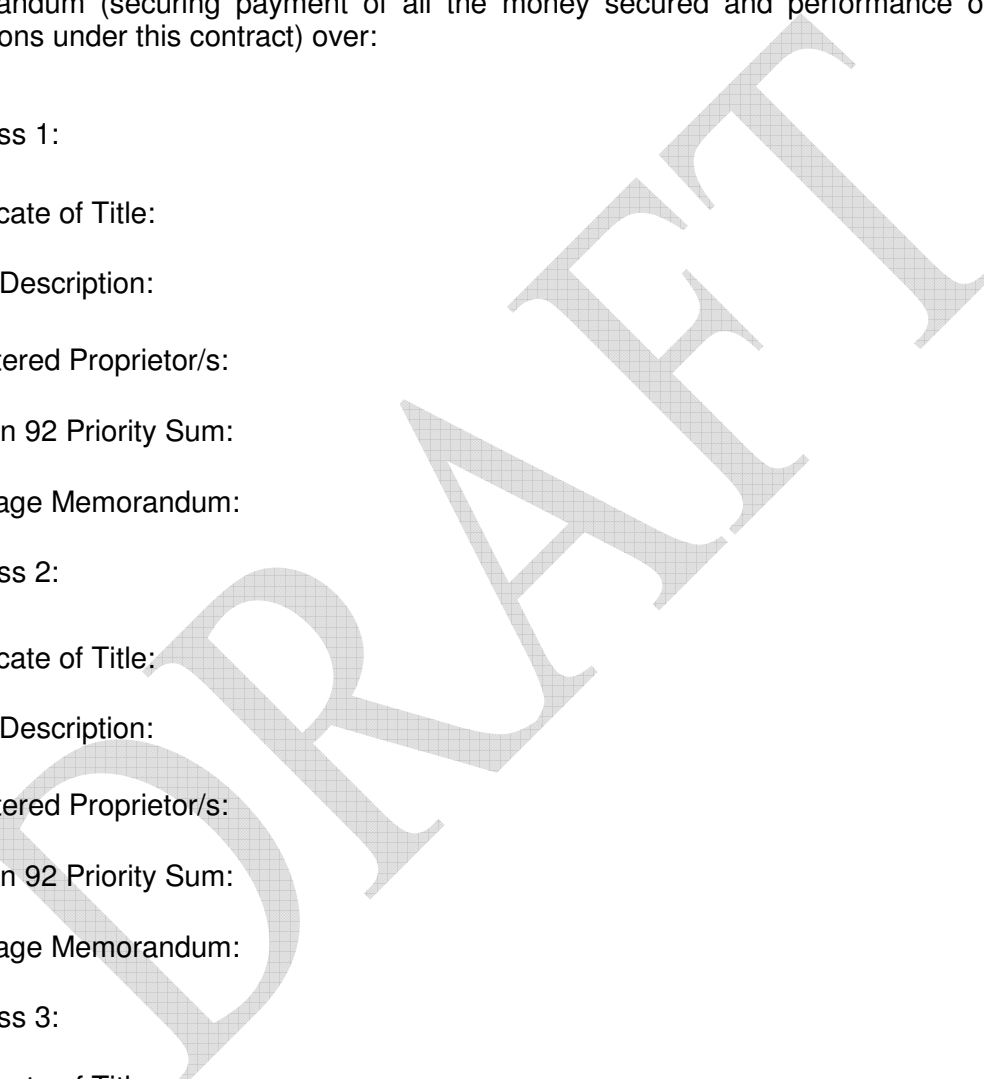 andum (securing payment of all the money secured and performance o
ons under this contract) over:
ss 1:
cate of Title:
Description:
tered Proprietor/s:
n 92 Priority Sum:
age Memorandum:
ss 2:
cate of Title:
Description:
tered Proprietor/s:
n 92 Priority Sum:
age Memorandum:
ss 3:
DRAFT